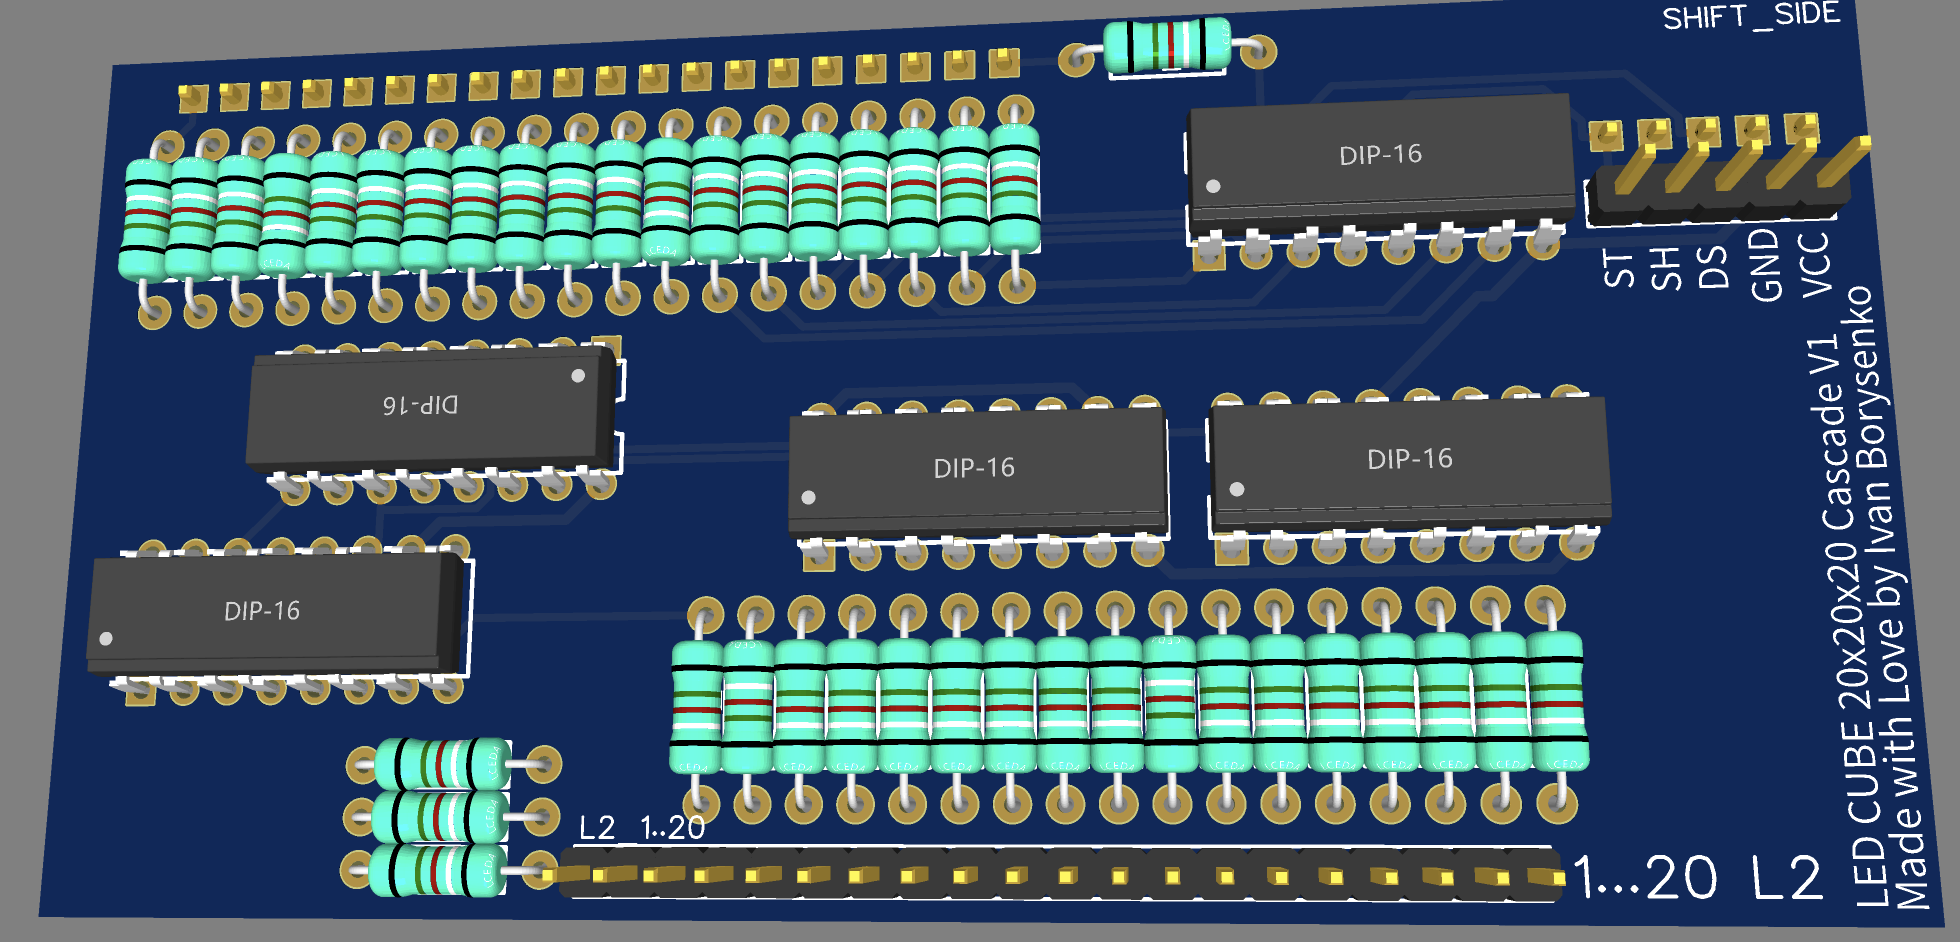 SHIFT_SIDE
DIP-16
ST
SH
DS
GND
VCC
DIP-16
DIP-16
DIP-16
DIP-16
LED CUBE 20x20x20 Cascade V1
Made with Love by Ivan Borysenko
L2 1..20
1...20 L2